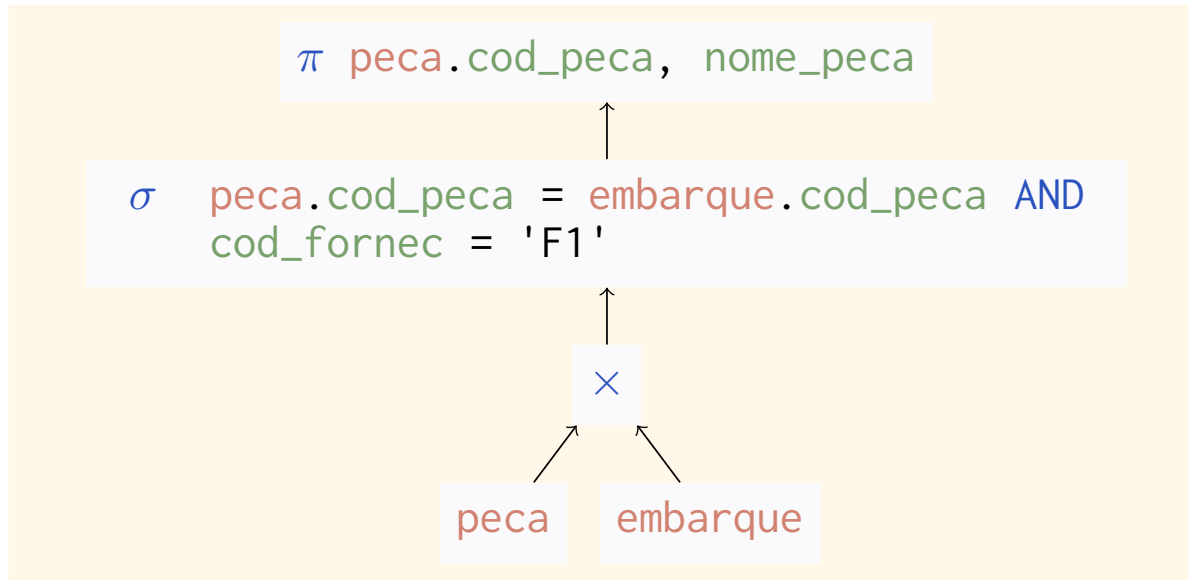 π peca.cod_peca, nome_peca
σ peca.cod_peca = embarque.cod_peca AND
cod_fornec = 'F1'
×
peca embarque